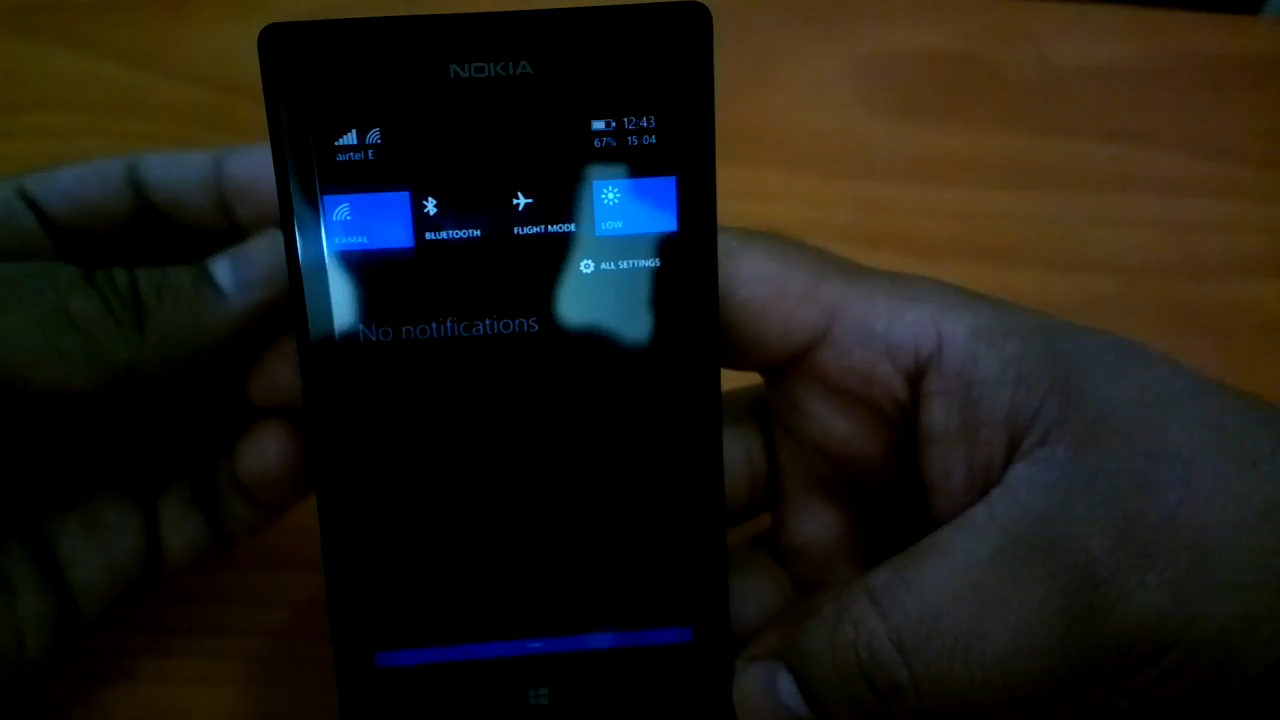 NOKIA
12:43
airtel E
67% 15 04
KAMAL
BLUETOOTH
FLIGHT MODE
LOW
ALL SETTINGS
No notifications